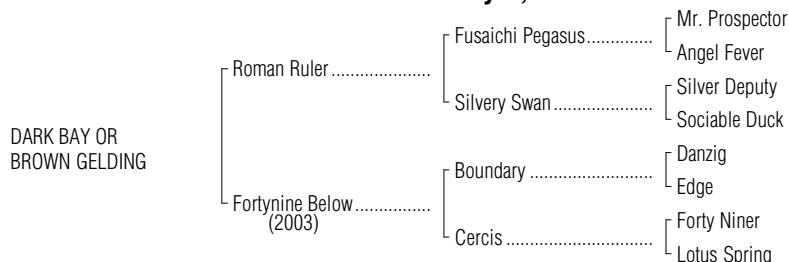 Mr. Prospector
Fusaichi Pegasus
Angel Fever
Roman Ruler
Silver Deputy
Silvery Swan
Sociable Duck
DARK BAY OR
BROWN GELDING
Danzig
Boundary
Edge
Fortynine Below
(2003)
Forty Niner
Cercis
Lotus Spring